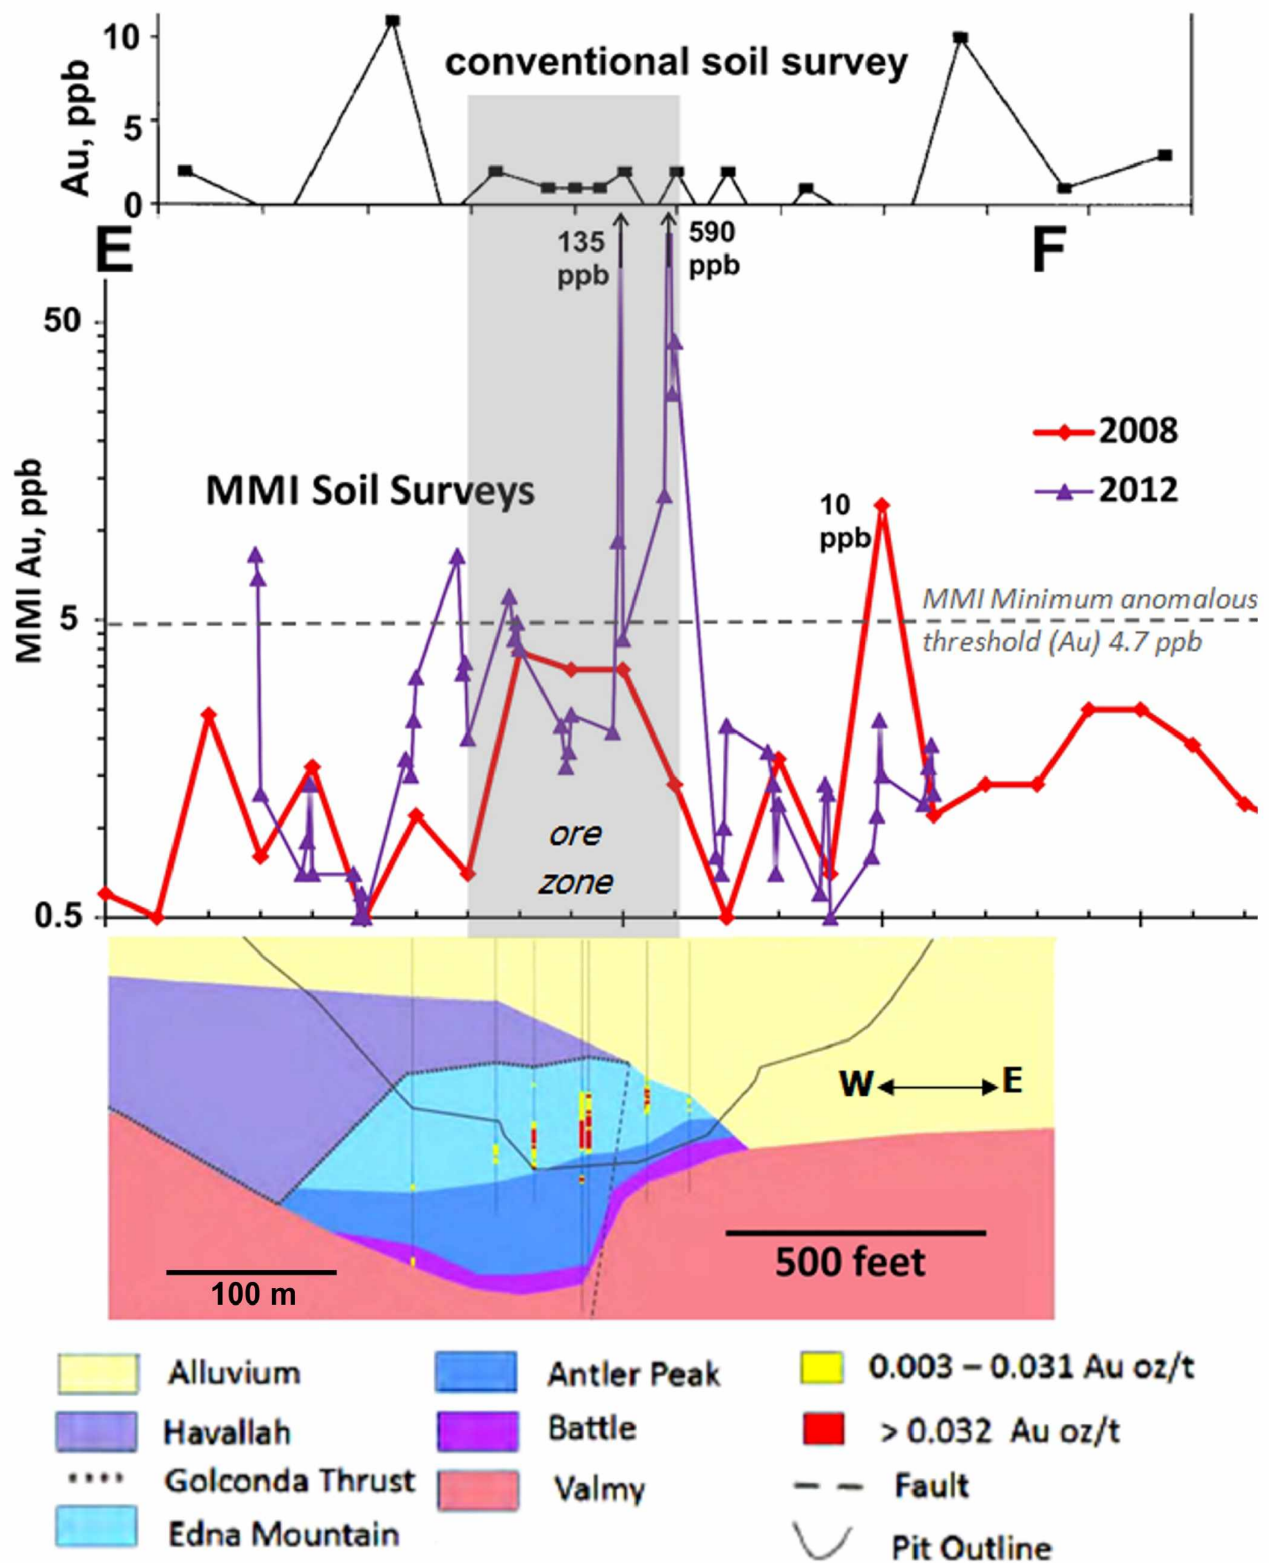 10
conventional soil survey
Au, ppb
5
0
E
135
ppb
590
ppb
F
50
2008
MMI Soil Surveys
2012
10
ppb
MMI Au, ppb
MMI Minimum anomalous
5
threshold (Au) 4.7 ppb
ore
zone
0.5
W
E
500 feet
100 m
Alluvium
Antler Peak
0.003 – 0.031 Au oz/t
Havallah
Battle
> 0.032 Au oz/t
Golconda Thrust
Valmy
Fault
Edna Mountain
Pit Outline